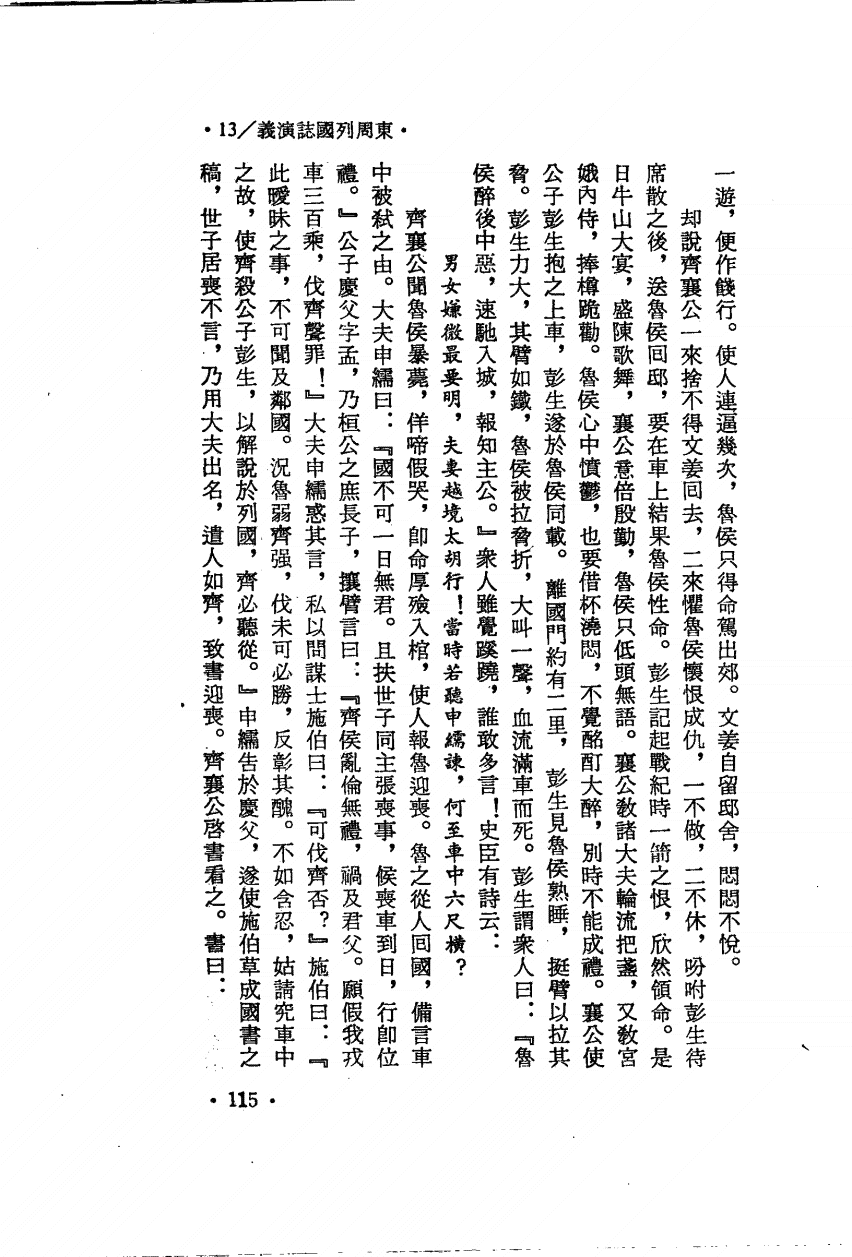 ·東周列國誌演義/13·
一遊，便作餞行。使人連逼幾次，魯侯只得命駕出郊。文姜自留邸舍，悶悶不悅。
却說齊襄公一來捨不得文姜回去，二來懼魯侯懷恨成仇，一不做，二不休，吩咐彭生待
席散之後，送魯侯回邸，要在車上結果魯侯性命。彭生記起戰紀時一箭之恨，欣然領命。是
日牛山大宴，盛陳歌舞，襄公意倍殷勤，魯侯只低頭無語。襄公敎諸大夫輪流把盞，又敎宮
娥內侍，捧樽跪勸。魯侯心中憤鬱，也要借杯澆悶，不覺酩酊大醉，別時不能成禮。襄公使
公子彭生抱之上車，彭生遂於魯侯同載。離國門約有二里，彭生見魯侯熟睡，挺臂以拉其
脅。彭生力大，其臂如鐵，魯侯被拉脅折，大叫一聲，血流滿車而死。彭生謂衆人曰：『魯
侯醉後中惡，速馳入城，報知主公。』衆人雖覺蹊蹺，誰敢多言！史臣有詩云：
男女嫌微最要明，夫妻越境太胡行！當時若聽申繻諫，何至車中六尺橫？
齊襄公聞魯侯暴薨，佯啼假哭，卽命厚殮入棺，使人報魯迎喪。魯之從人回國，備言車
中被弒之由。大夫申繻曰：『國不可一日無君。且扶世子同主張喪事，候喪車到日，行卽位
禮。』公子慶父字孟，乃桓公之庶長子，攘臂言曰：『齊侯亂倫無禮，禍及君父。願假我戎
車三百乘，伐齊聲罪！』大夫申繻惑其言，私以問謀士施伯曰：『可伐齊否？』施伯曰：『
此曖昧之事，不可聞及鄰國。況魯弱齊强，伐未可必勝，反彰其醜。不如含忍，姑請究車中
之故，使齊殺公子彭生，以解說於列國，齊必聽從。』申繻告於慶父，遂使施伯草成國書之
稿，世子居喪不言，乃用大夫出名，遣人如齊，致書迎喪。齊襄公啓書看之。書曰：
·115·